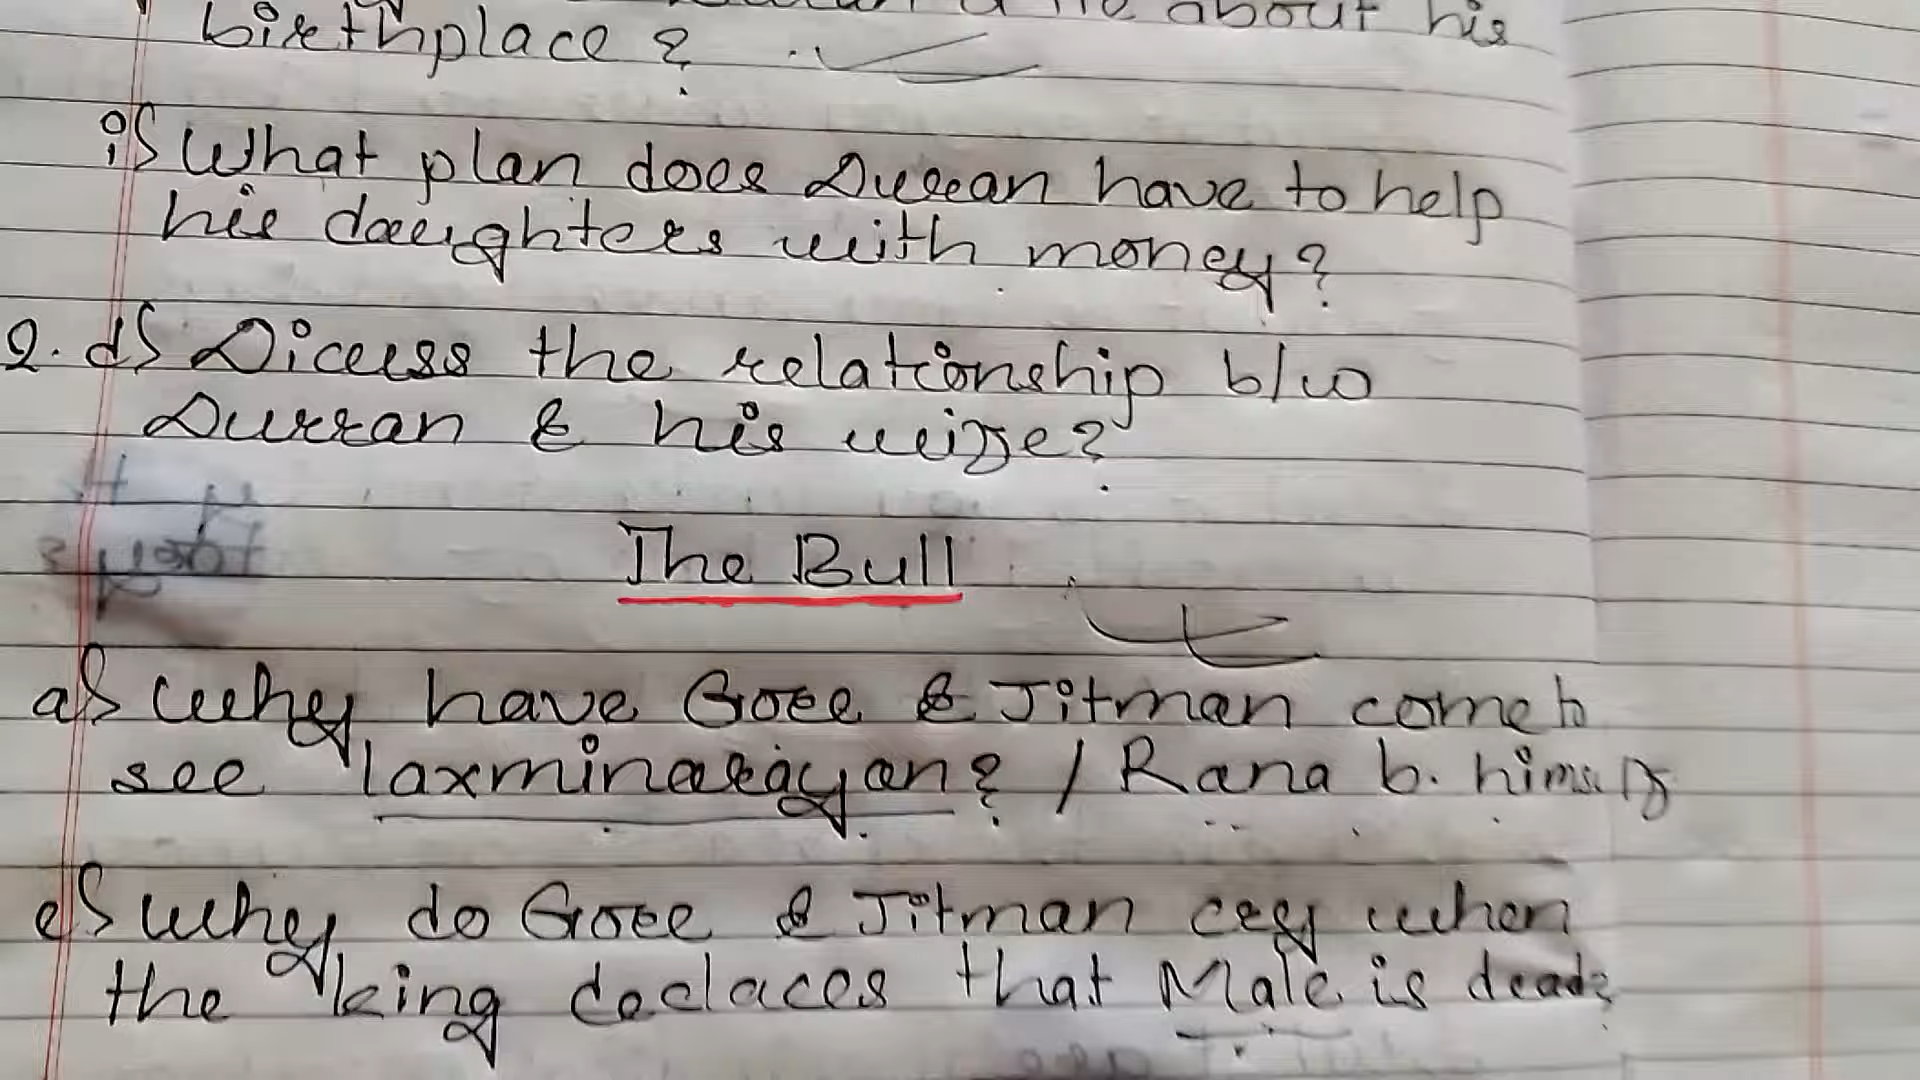 about his
birthplace?
i) What plan does Durran have to help
his daughters with money?
2. d) Dicuss the relationship b/w
Durran & his wife?
The Bull
a) Why have Gore & Jitman come to
see laxminarayan? / Rana b. himself
e) Why do Gore & Jitman cry when
the king declares that Male is dead?